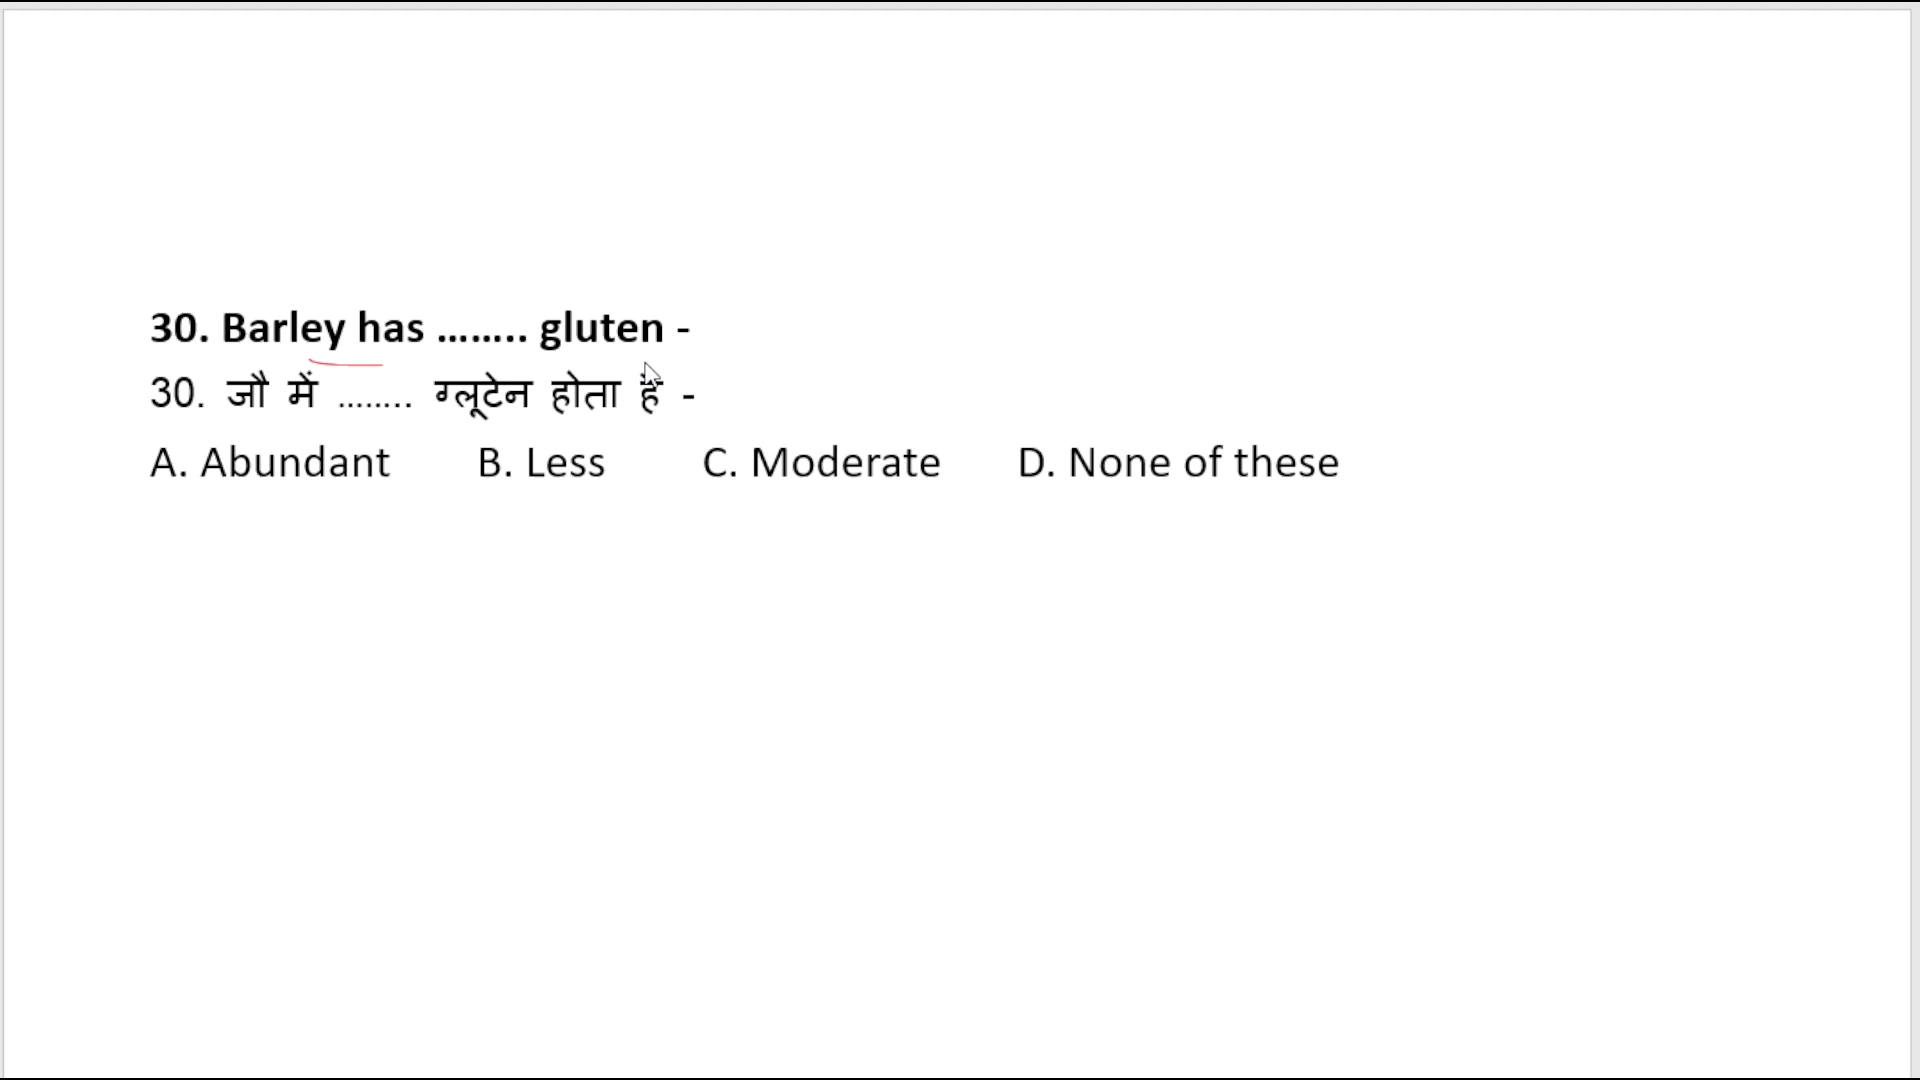 30. Barley has …….. gluten -
30. जौ में …….. ग्लूटेन होता है -
A. Abundant B. Less C. Moderate D. None of these